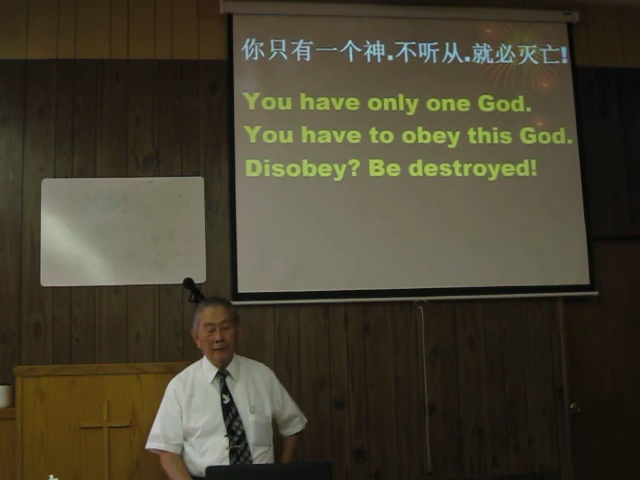 你只有一个神.不听从.就必灭亡!
You have only one God.
You have to obey this God.
Disobey? Be destroyed!